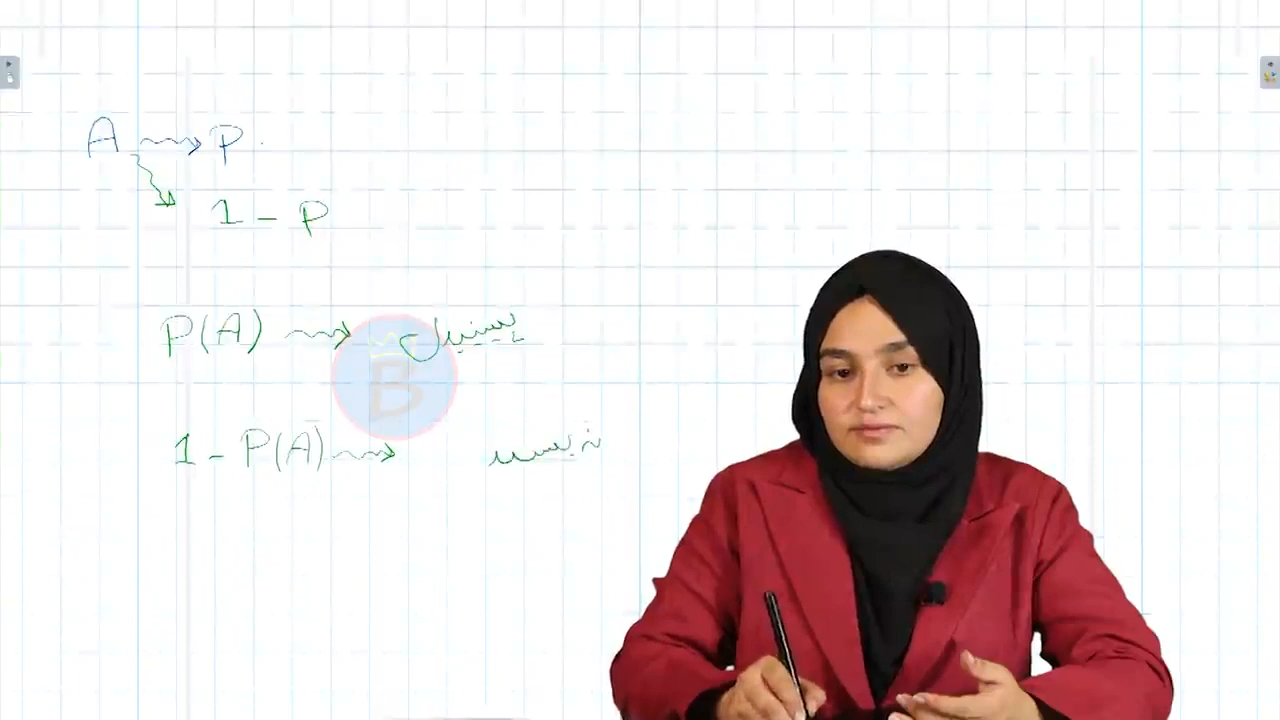 A → P
1 - P
P(A) →
1 - P(A) →
B